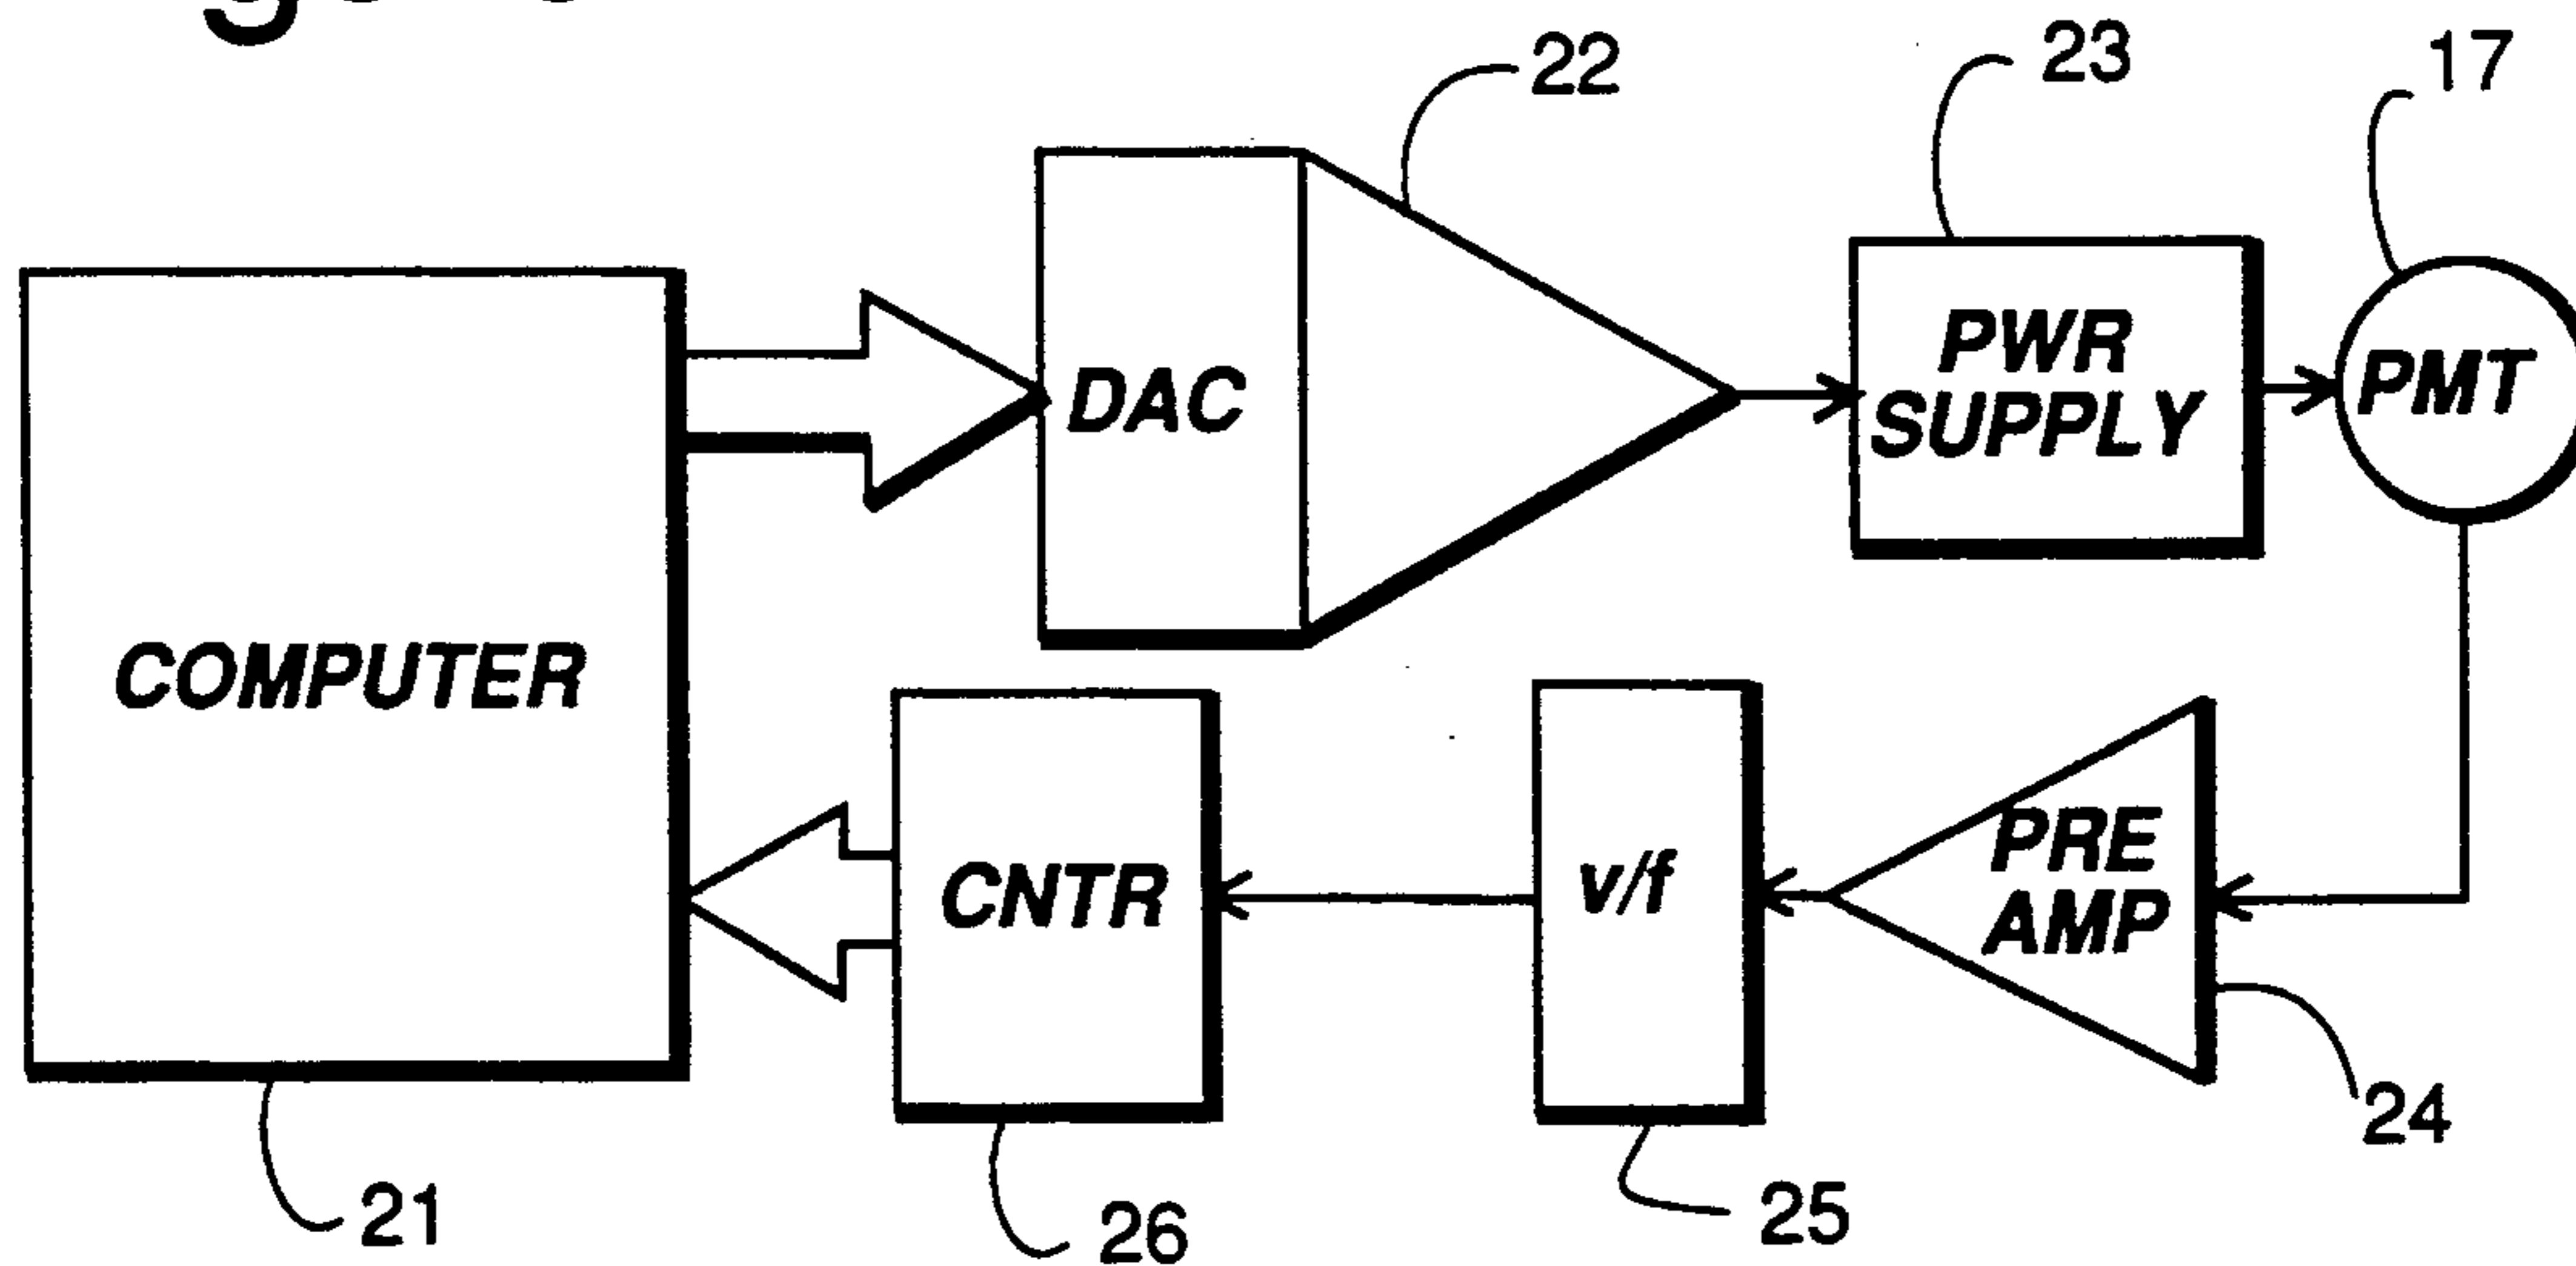 22
23
17
DAC
PWR
SUPPLY
PMT
COMPUTER
CNTR
v/f
PRE
AMP
24
21
26
25